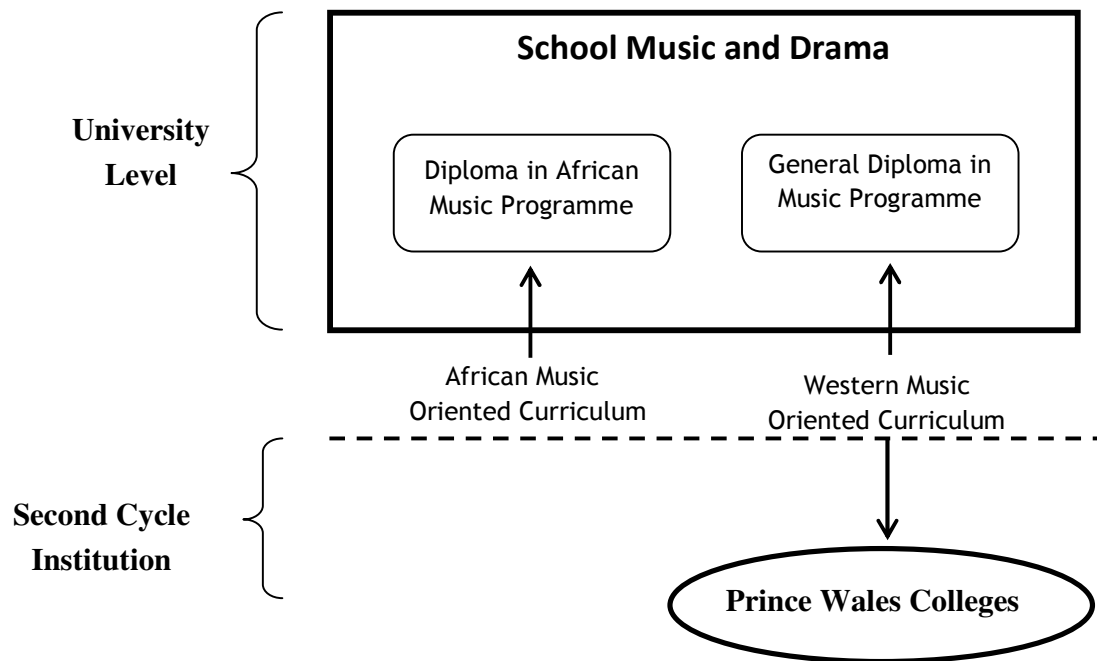 School Music and Drama
University
Level
Diploma in African
Music Programme
General Diploma in
Music Programme
African Music
Oriented Curriculum
Western Music
Oriented Curriculum
Second Cycle
Institution
Prince Wales Colleges